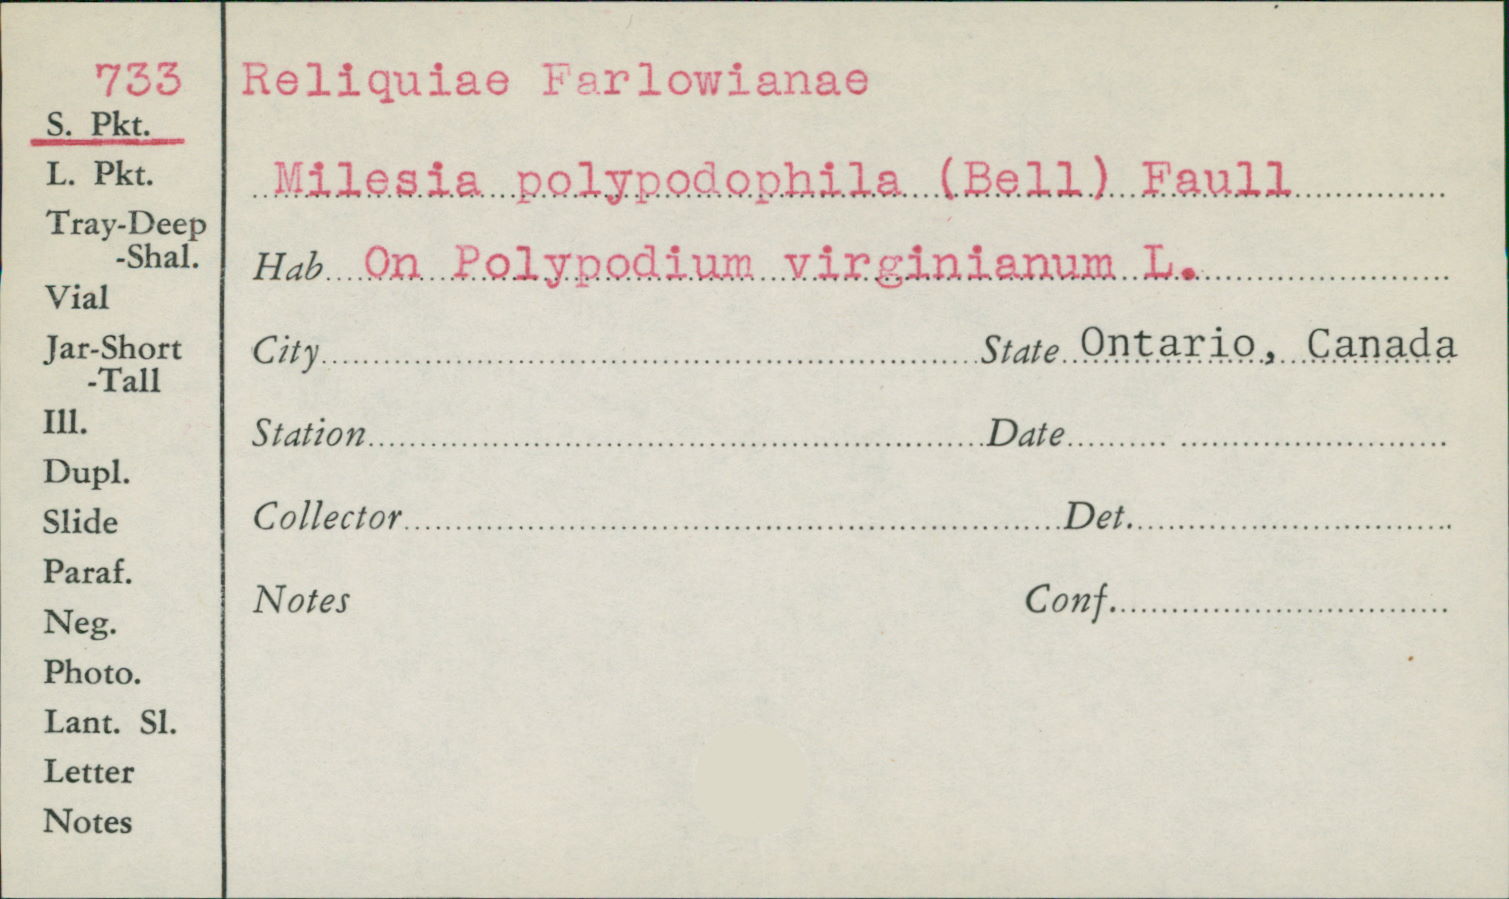 733
S. Pkt.
L. Pkt.
Tray-Deep
-Shal.
Vial
Jar-Short
-Tall
Ill.
Dupl.
Slide
Paraf.
Neg.
Photo.
Lant. Sl.
Letter
Notes
Reliquiae Farlowianae
Milesia polypodophila (Bell) Faull
Hab On Polypodium virginianum L.
City State Ontario, Canada
Station Date
Collector Det.
Notes Conf.